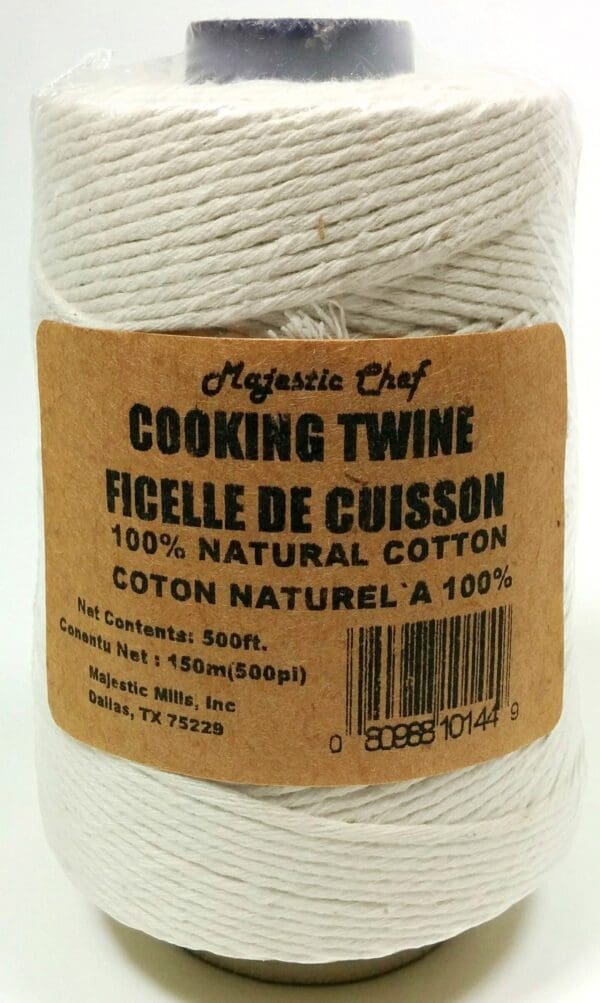 Majestic Chef
COOKING TWINE
FICELLE DE CUISSON
100% NATURAL COTTON
COTON NATUREL`A 100%
Net Contents: 500ft.
Conentu Net : 150m(500pi)
Majestic Mills, Inc
Dallas, TX 75229
0 80988 10144 9